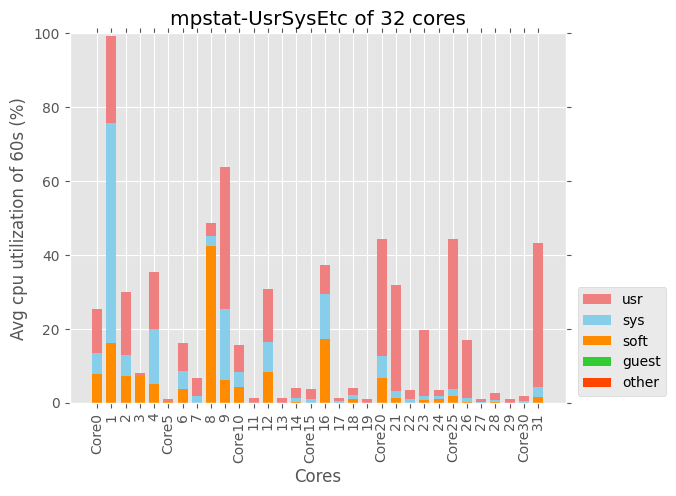 mpstat-UsrSysEtc of 32 cores
Avg cpu utilization of 60s (%)
100
80
60
40
20
0
Core0
1
2
3
4
Core5
6
7
8
9
Core10
11
12
13
14
Core15
16
17
18
19
Core20
21
22
23
24
Core25
26
27
28
29
Core30
31
Cores
usr
sys
soft
guest
other